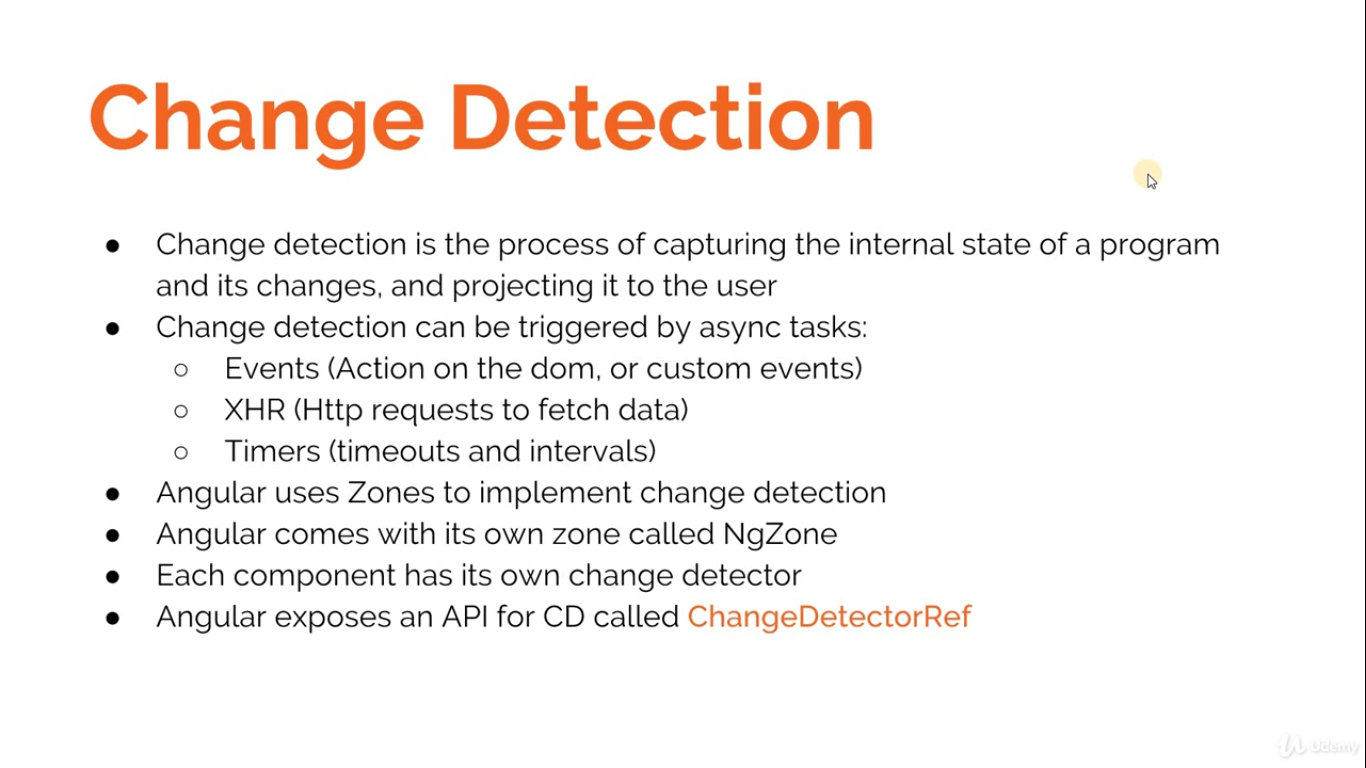 Change Detection
● Change detection is the process of capturing the internal state of a program
and its changes, and projecting it to the user
● Change detection can be triggered by async tasks:
○ Events (Action on the dom, or custom events)
○ XHR (Http requests to fetch data)
○ Timers (timeouts and intervals)
● Angular uses Zones to implement change detection
● Angular comes with its own zone called NgZone
● Each component has its own change detector
● Angular exposes an API for CD called ChangeDetectorRef
Udemy